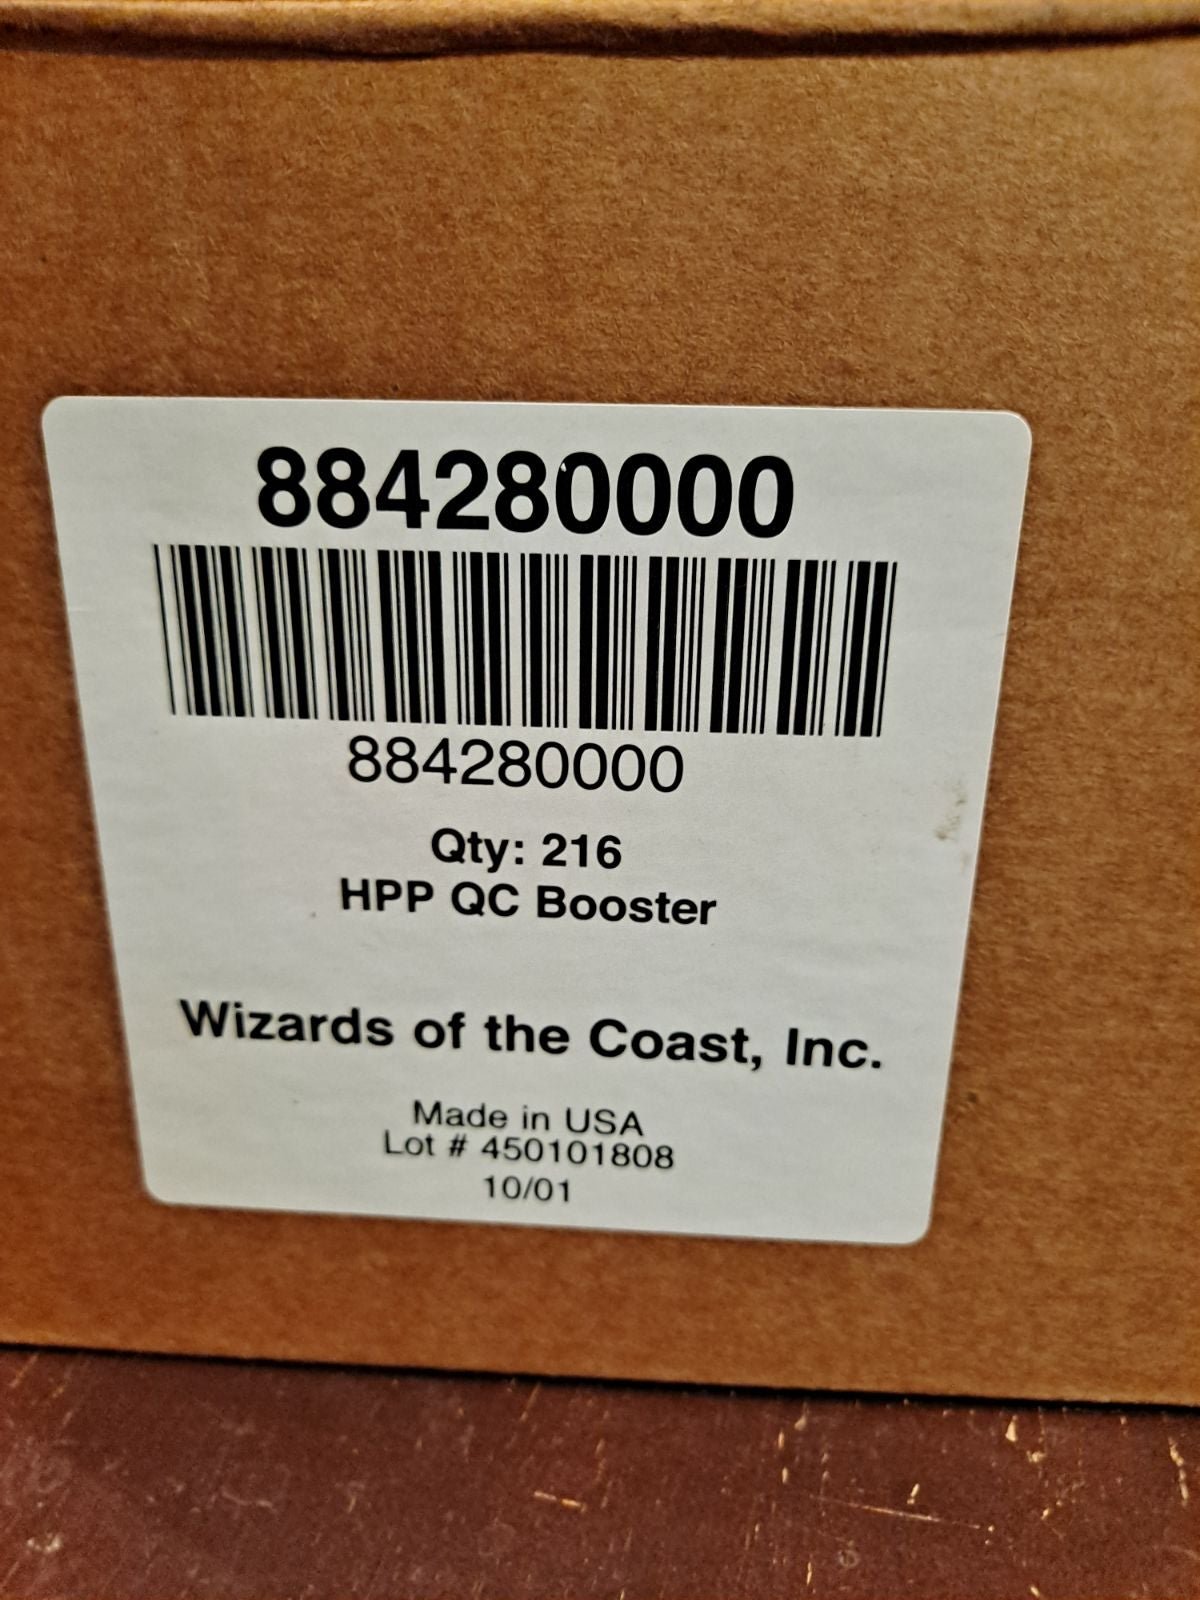 884280000
884280000
Qty: 216
HPP QC Booster
Wizards of the Coast, Inc.
Made in USA
Lot # 450101808
10/01